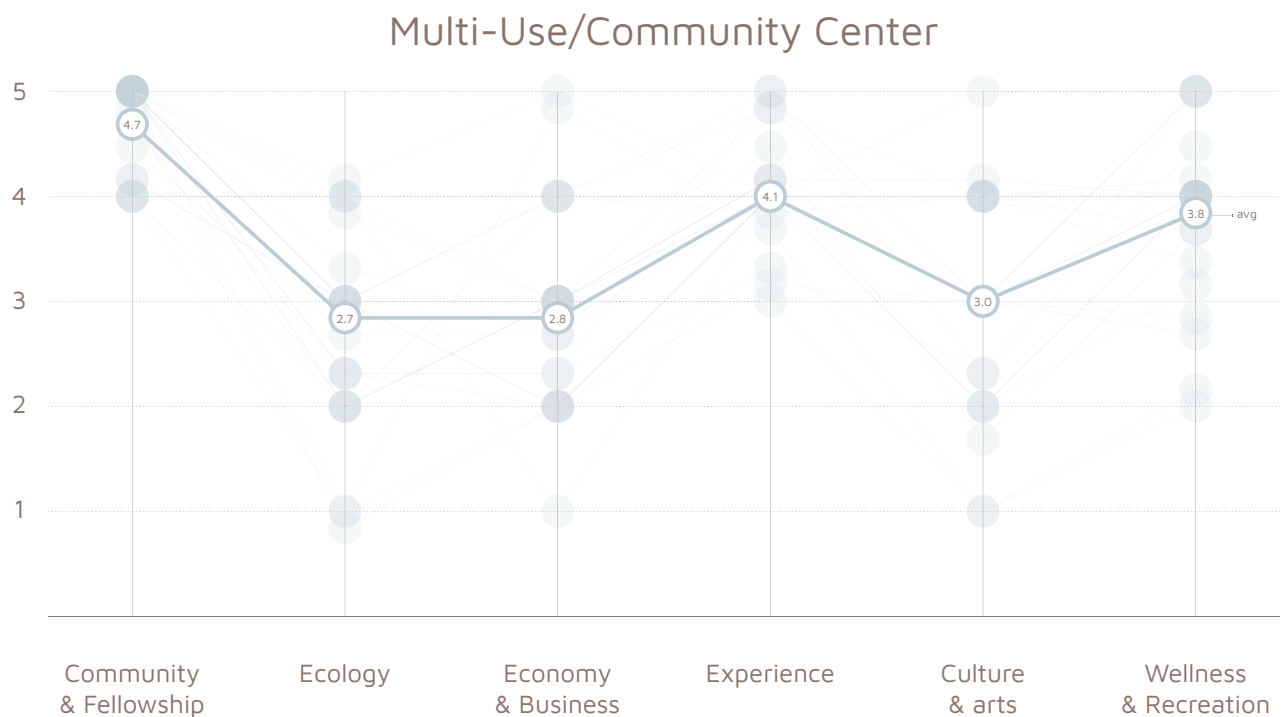 Multi-Use/Community Center
5
4
3
2
1
4.7
2.7
2.8
4.1
3.0
3.8
avg
Community
& Fellowship
Ecology
Economy
& Business
Experience
Culture
& arts
Wellness
& Recreation